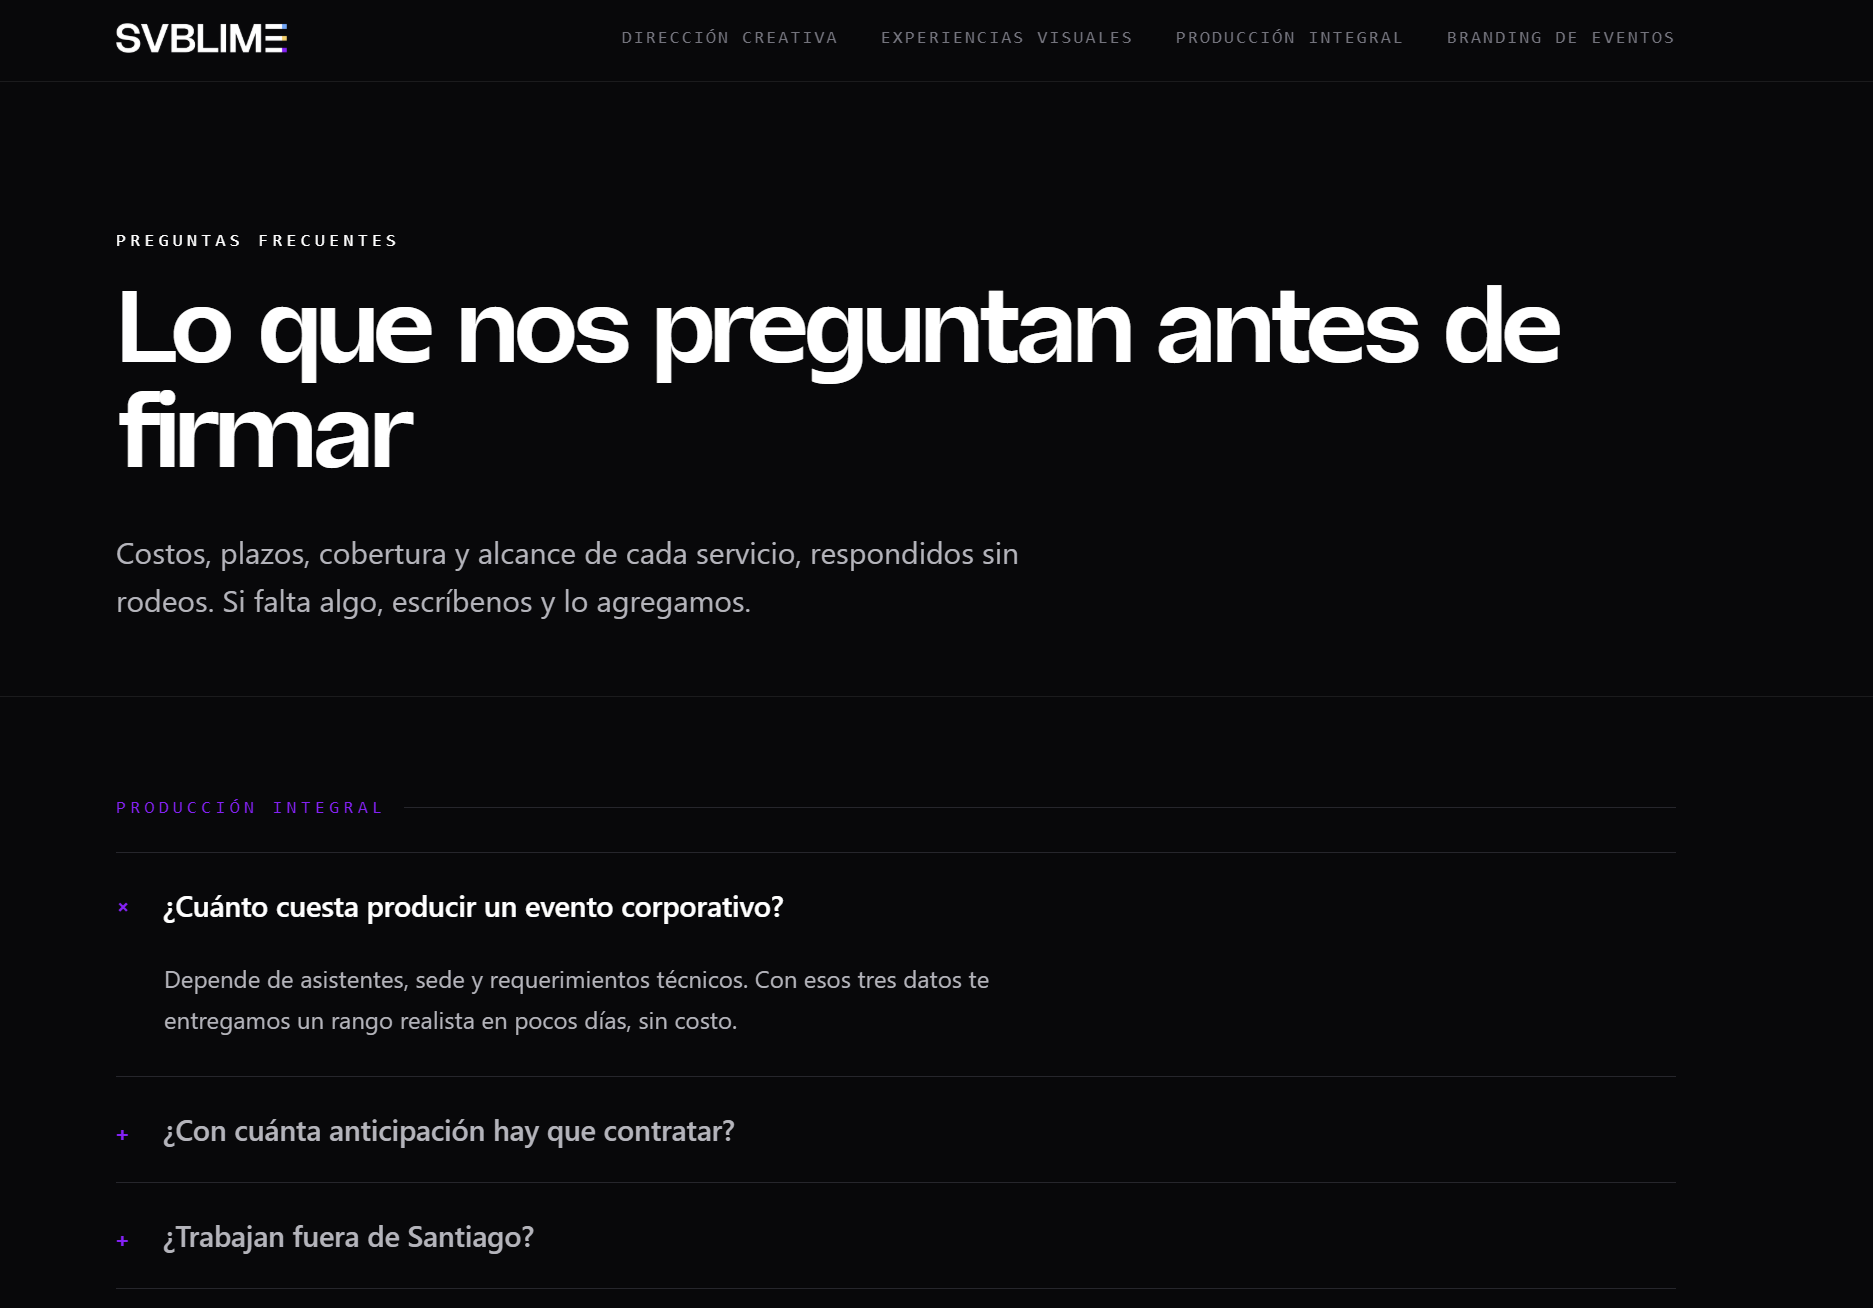 SVBLIME
DIRECCIÓN CREATIVA
EXPERIENCIAS VISUALES
PRODUCCIÓN INTEGRAL
BRANDING DE EVENTOS
PREGUNTAS FRECUENTES
Lo que nos preguntan antes de
firmar
Costos, plazos, cobertura y alcance de cada servicio, respondidos sin
rodeos. Si falta algo, escríbenos y lo agregamos.
PRODUCCIÓN INTEGRAL
× ¿Cuánto cuesta producir un evento corporativo?
Depende de asistentes, sede y requerimientos técnicos. Con esos tres datos te
entregamos un rango realista en pocos días, sin costo.
+ ¿Con cuánta anticipación hay que contratar?
+ ¿Trabajan fuera de Santiago?